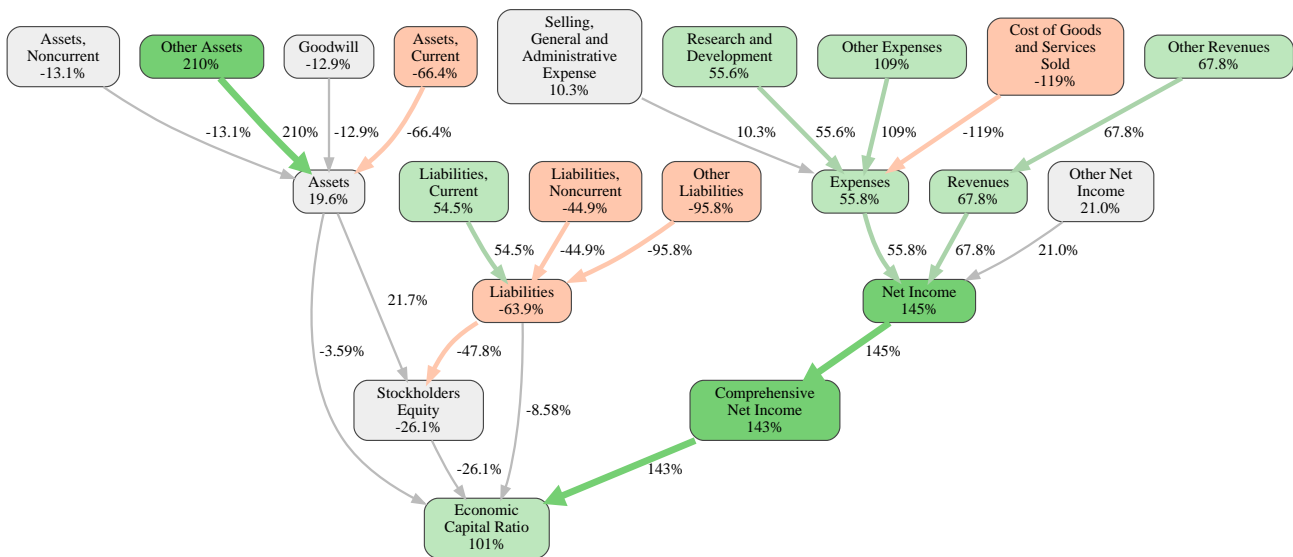 Assets,
Noncurrent
-13.1%
Other Assets
210%
Goodwill
-12.9%
Assets,
Current
-66.4%
Selling,
General and
Administrative
Expense
10.3%
Research and
Development
55.6%
Other Expenses
109%
Cost of Goods
and Services
Sold
-119%
Other Revenues
67.8%
-13.1%
210%
-12.9%
-66.4%
10.3%
55.6%
109%
-119%
67.8%
Assets
19.6%
Liabilities,
Current
54.5%
Liabilities,
Noncurrent
-44.9%
Other
Liabilities
-95.8%
Expenses
55.8%
Revenues
67.8%
Other Net
Income
21.0%
54.5%
-44.9%
-95.8%
55.8%
67.8%
21.0%
21.7%
Liabilities
-63.9%
Net Income
145%
-3.59%
-47.8%
145%
Stockholders
Equity
-26.1%
-8.58%
Comprehensive
Net Income
143%
-26.1%
143%
Economic
Capital Ratio
101%